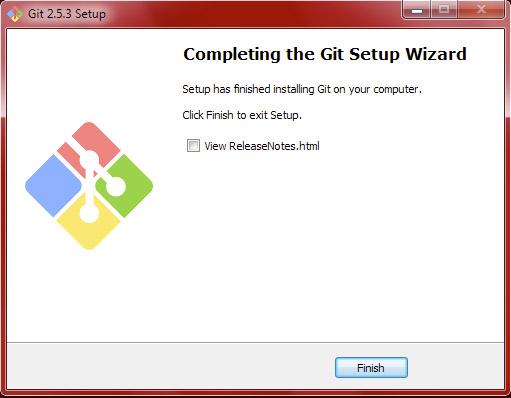 Git 2.5.3 Setup
Completing the Git Setup Wizard
Setup has finished installing Git on your computer.
Click Finish to exit Setup.
View ReleaseNotes.html
Finish